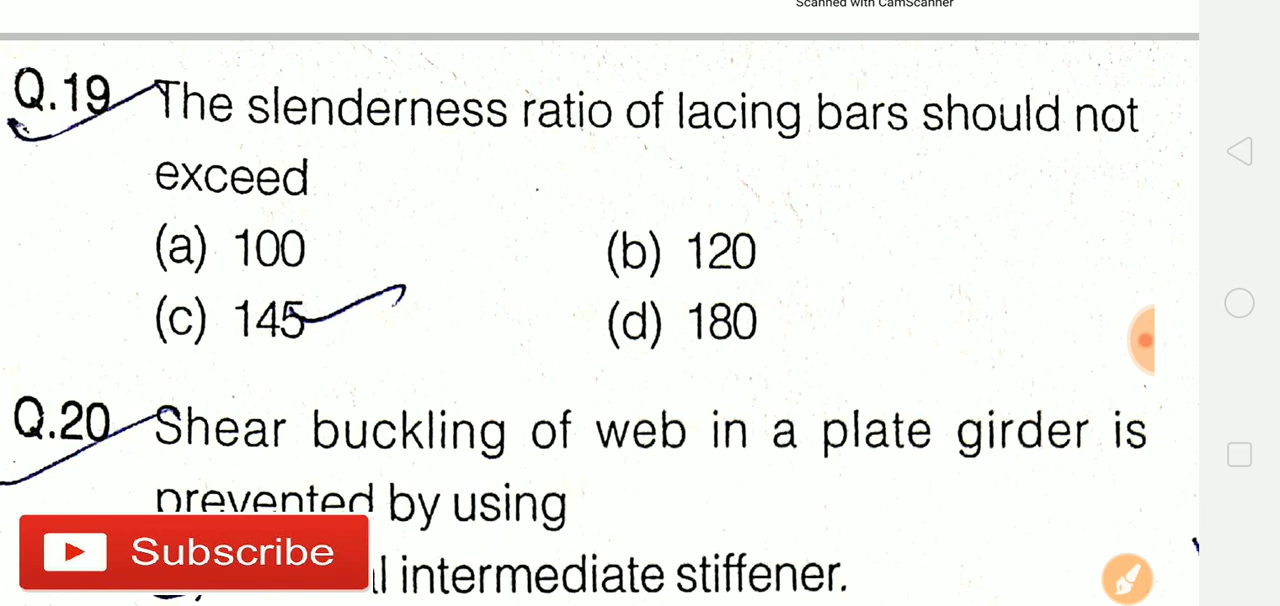 Scanned with CamScanner
Q.19 The slenderness ratio of lacing bars should not
exceed
(a) 100 (b) 120
(c) 145 (d) 180
Q.20 Shear buckling of web in a plate girder is
prevented by using
Subscribe
intermediate stiffener.